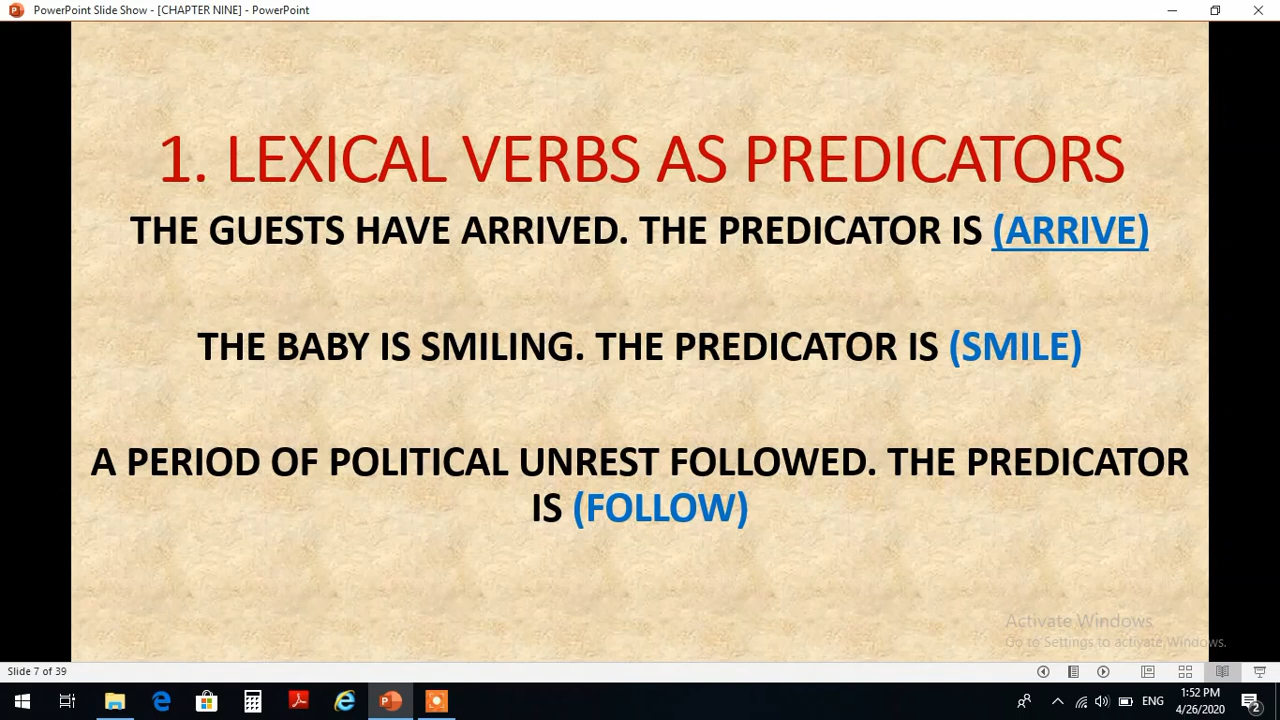 PowerPoint Slide Show - [CHAPTER NINE] - PowerPoint
1. LEXICAL VERBS AS PREDICATORS
THE GUESTS HAVE ARRIVED. THE PREDICATOR IS (ARRIVE)
THE BABY IS SMILING. THE PREDICATOR IS (SMILE)
A PERIOD OF POLITICAL UNREST FOLLOWED. THE PREDICATOR
IS (FOLLOW)
Activate Windows
Go to Settings to activate Windows.
Slide 7 of 39
ENG
1:52 PM
4/26/2020
2